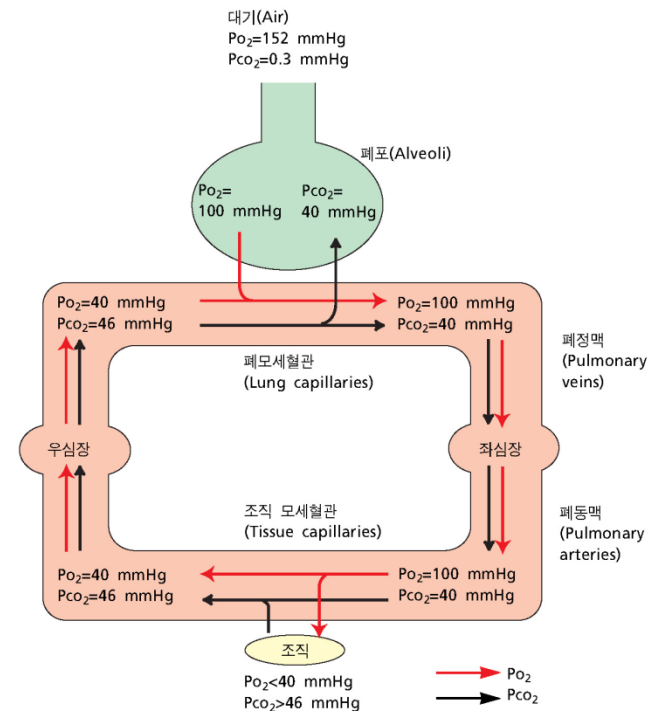 대기(Air)
Po₂=152 mmHg
Pco₂=0.3 mmHg
폐포(Alveoli)
Po₂=
100 mmHg
Pco₂=
40 mmHg
Po₂=40 mmHg
Pco₂=46 mmHg
Po₂=100 mmHg
Pco₂=40 mmHg
폐모세혈관
(Lung capillaries)
폐정맥
(Pulmonary
veins)
우심장
좌심장
조직 모세혈관
(Tissue capillaries)
폐동맥
(Pulmonary
arteries)
Po₂=40 mmHg
Pco₂=46 mmHg
Po₂=100 mmHg
Pco₂=40 mmHg
조직
Po₂<40 mmHg
Pco₂>46 mmHg
Po₂
Pco₂